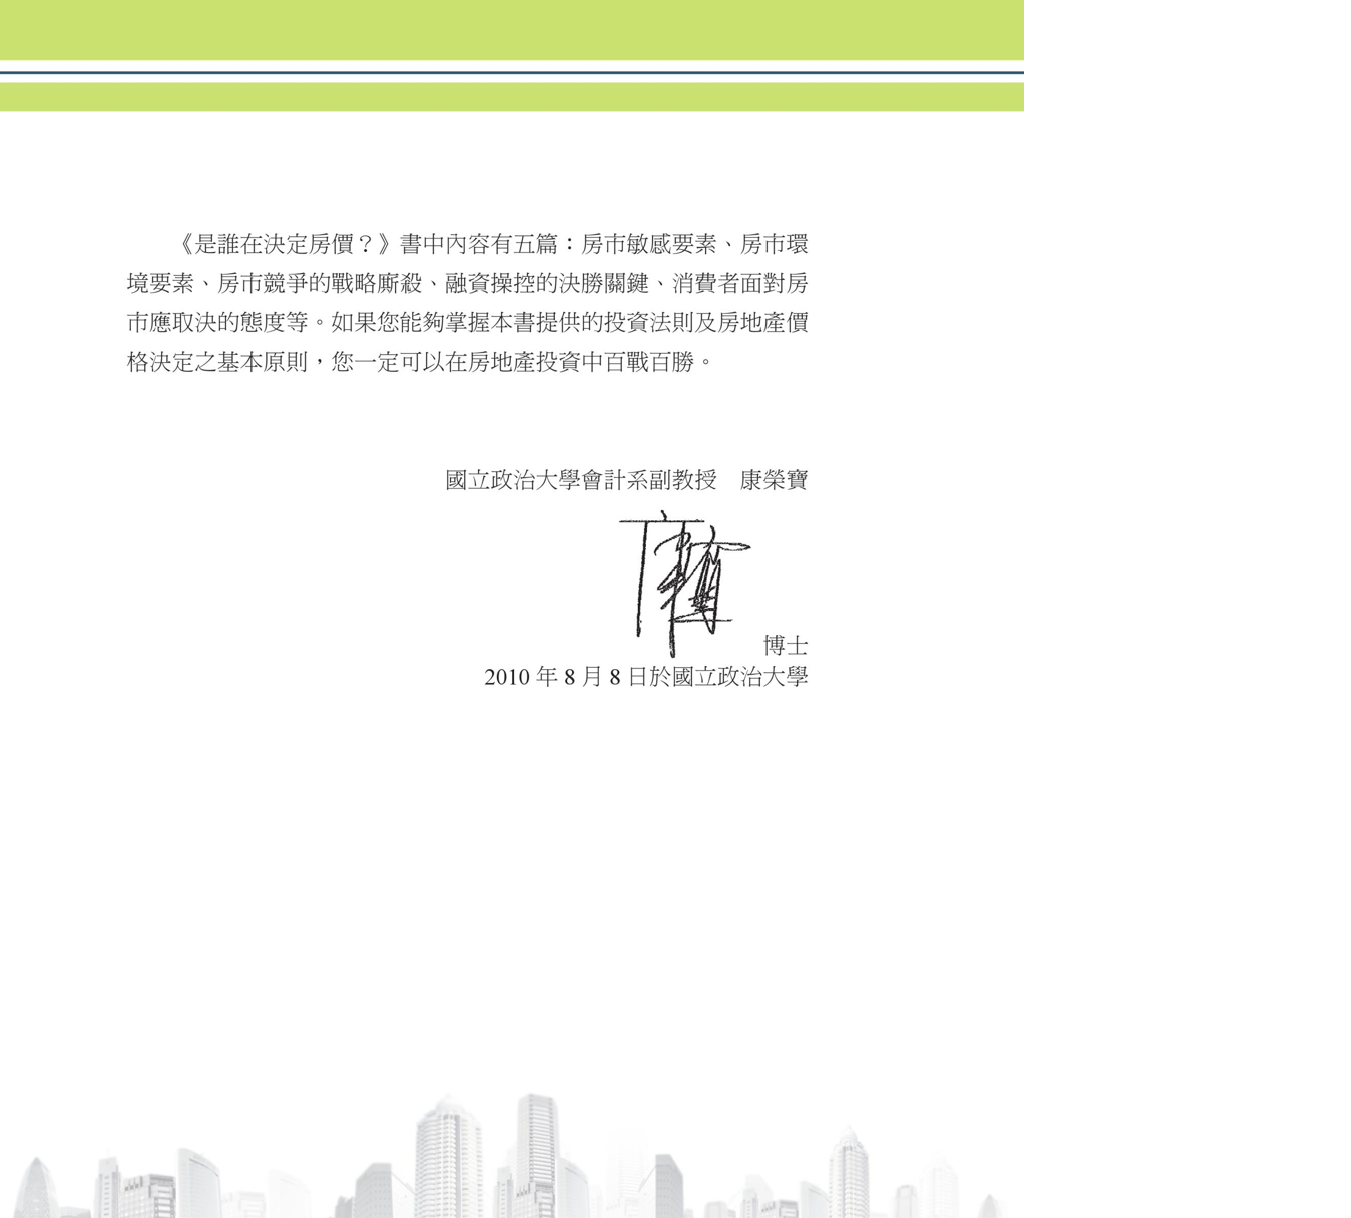 《是誰在決定房價？》書中內容有五篇：房市敏感要素、房市環
境要素、房市競爭的戰略廝殺、融資操控的決勝關鍵、消費者面對房
市應取決的態度等。如果您能夠掌握本書提供的投資法則及房地產價
格決定之基本原則，您一定可以在房地產投資中百戰百勝。
國立政治大學會計系副教授　康榮寶
博士
2010 年 8 月 8 日於國立政治大學